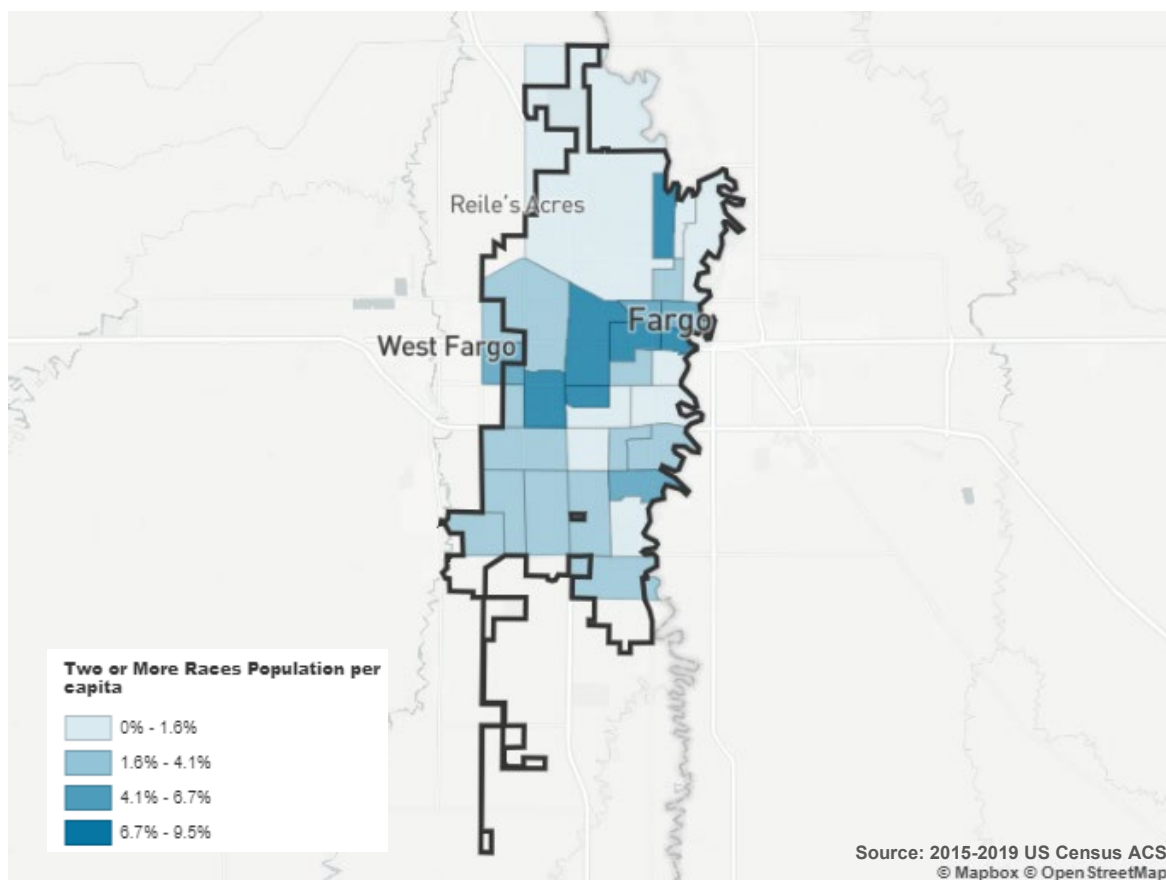 Reile's Acres
Fargo
West Fargo
Two or More Races Population per
capita
0% - 1.6%
1.6% - 4.1%
4.1% - 6.7%
6.7% - 9.5%
Source: 2015-2019 US Census ACS
© Mapbox © OpenStreetMap